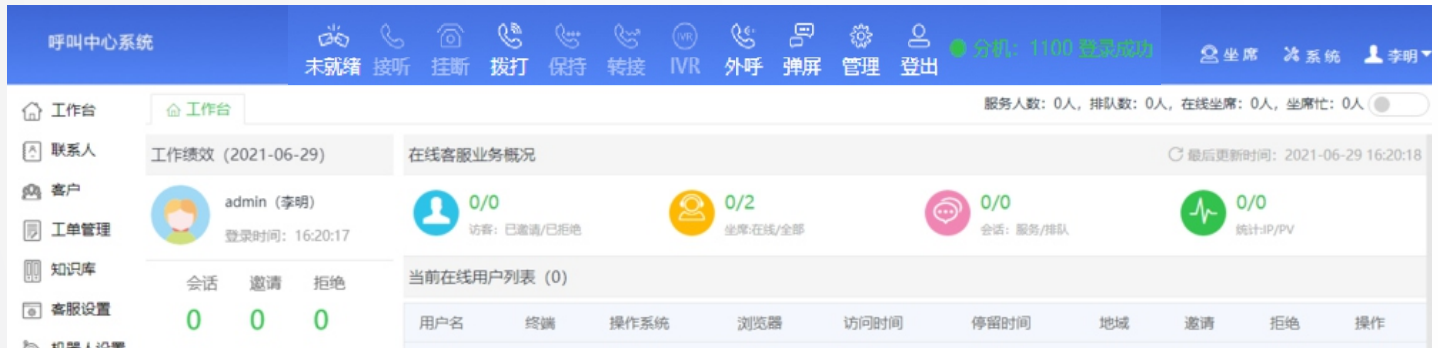 呼叫中心系统
未就绪 接听 挂断 拨打 保持 转接 IVR 外呼 弹屏 管理 登出
IVR
分机：1100 登录成功
坐席 系统 李明
工作台
联系人
客户
工单管理
知识库
客服设置
机器人设置
工作台
服务人数：0人，排队数：0人，在线坐席：0人，坐席忙：0人
工作绩效（2021-06-29）
admin（李明）
登录时间：16:20:17
会话 邀请 拒绝
0 0 0
在线客服业务概况
最后更新时间：2021-06-29 16:20:18
0/0
访客：已邀请/已拒绝
0/2
坐席:在线/全部
0/0
会话：服务/排队
0/0
统计:IP/PV
当前在线用户列表（0）
用户名 终端 操作系统 浏览器 访问时间 停留时间 地域 邀请 拒绝 操作